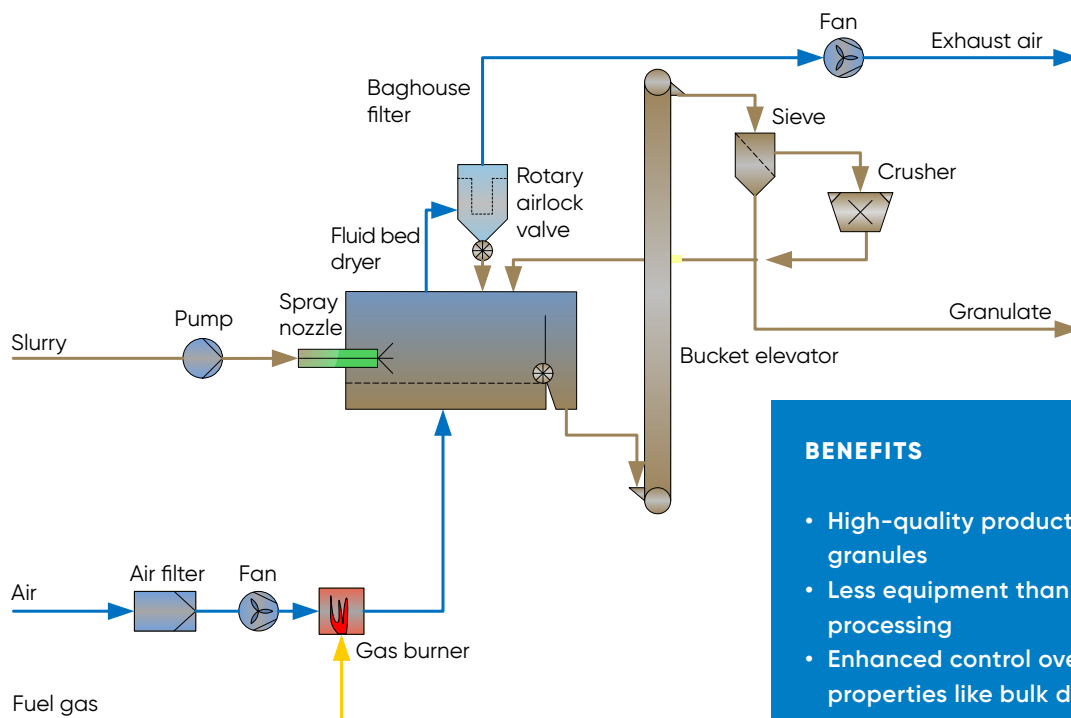 Fan
Exhaust air
Baghouse
filter
Sieve
Rotary
airlock
valve
Crusher
Fluid bed
dryer
Spray
nozzle
Pump
Slurry
Granulate
Bucket elevator
BENEFITS
• High-quality product
granules
• Less equipment than
processing
• Enhanced control ove
properties like bulk d
Air
Air filter
Fan
Gas burner
Fuel gas